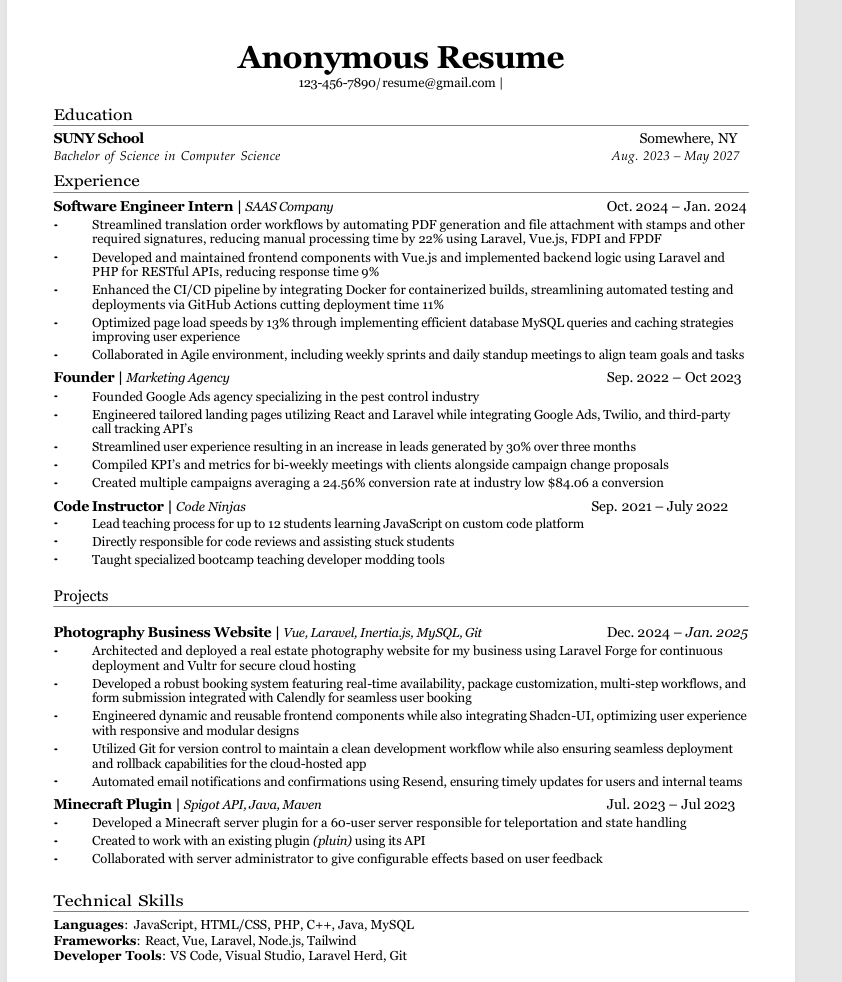 Anonymous Resume
123-456-7890/resume@gmail.com |
Education
SUNY School Somewhere, NY
Bachelor of Science in Computer Science Aug. 2023 – May 2027
Experience
Software Engineer Intern | SAAS Company Oct. 2024 – Jan. 2024
- Streamlined translation order workflows by automating PDF generation and file attachment with stamps and other
required signatures, reducing manual processing time by 22% using Laravel, Vue.js, FDPI and FPDF
- Developed and maintained frontend components with Vue.js and implemented backend logic using Laravel and
PHP for RESTful APIs, reducing response time 9%
- Enhanced the CI/CD pipeline by integrating Docker for containerized builds, streamlining automated testing and
deployments via GitHub Actions cutting deployment time 11%
- Optimized page load speeds by 13% through implementing efficient database MySQL queries and caching strategies
improving user experience
- Collaborated in Agile environment, including weekly sprints and daily standup meetings to align team goals and tasks
Founder | Marketing Agency Sep. 2022 – Oct 2023
- Founded Google Ads agency specializing in the pest control industry
- Engineered tailored landing pages utilizing React and Laravel while integrating Google Ads, Twilio, and third-party
call tracking API's
- Streamlined user experience resulting in an increase in leads generated by 30% over three months
- Compiled KPI's and metrics for bi-weekly meetings with clients alongside campaign change proposals
- Created multiple campaigns averaging a 24.56% conversion rate at industry low $84.06 a conversion
Code Instructor | Code Ninjas Sep. 2021 – July 2022
- Lead teaching process for up to 12 students learning JavaScript on custom code platform
- Directly responsible for code reviews and assisting stuck students
- Taught specialized bootcamp teaching developer modding tools
Projects
Photography Business Website | Vue, Laravel, Inertia.js, MySQL, Git Dec. 2024 – Jan. 2025
- Architected and deployed a real estate photography website for my business using Laravel Forge for continuous
deployment and Vultr for secure cloud hosting
- Developed a robust booking system featuring real-time availability, package customization, multi-step workflows, and
form submission integrated with Calendly for seamless user booking
- Engineered dynamic and reusable frontend components while also integrating Shadcn-UI, optimizing user experience
with responsive and modular designs
- Utilized Git for version control to maintain a clean development workflow while also ensuring seamless deployment
and rollback capabilities for the cloud-hosted app
- Automated email notifications and confirmations using Resend, ensuring timely updates for users and internal teams
Minecraft Plugin | Spigot API, Java, Maven Jul. 2023 – Jul 2023
- Developed a Minecraft server plugin for a 60-user server responsible for teleportation and state handling
- Created to work with an existing plugin (pluin) using its API
- Collaborated with server administrator to give configurable effects based on user feedback
Technical Skills
Languages: JavaScript, HTML/CSS, PHP, C++, Java, MySQL
Frameworks: React, Vue, Laravel, Node.js, Tailwind
Developer Tools: VS Code, Visual Studio, Laravel Herd, Git